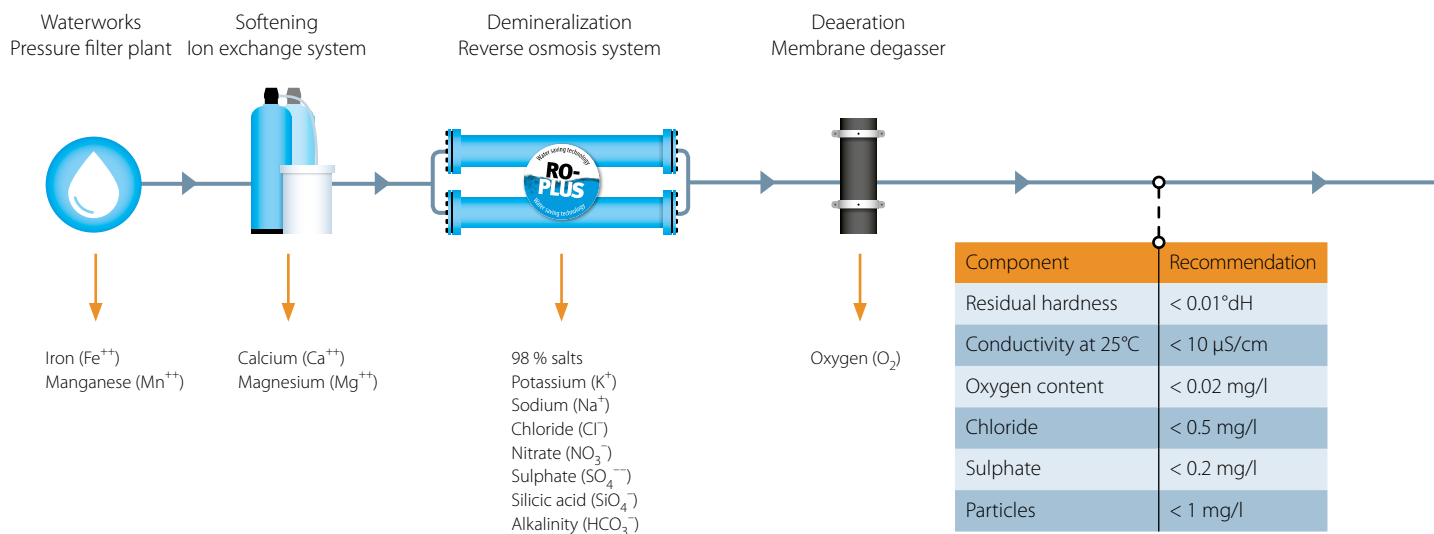 Waterworks
Pressure filter plant
Softening
Ion exchange system
Demineralization
Reverse osmosis system
Deaeration
Membrane degasser
Water saving technology
RO-
PLUS
Water saving technology
Iron (Fe⁺⁺)
Manganese (Mn⁺⁺)
Calcium (Ca⁺⁺)
Magnesium (Mg⁺⁺)
98 % salts
Potassium (K⁺)
Sodium (Na⁺)
Chloride (Cl⁻)
Nitrate (NO₃⁻)
Sulphate (SO₄⁻⁻)
Silicic acid (SiO₄⁻)
Alkalinity (HCO₃⁻)
Oxygen (O₂)
Component Recommendation
Residual hardness < 0.01°dH
Conductivity at 25°C < 10 µS/cm
Oxygen content < 0.02 mg/l
Chloride < 0.5 mg/l
Sulphate < 0.2 mg/l
Particles < 1 mg/l